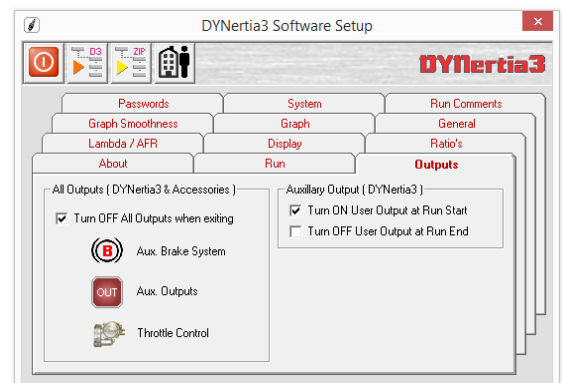 DYNertia3 Software Setup
×
D3
ZIP
DYNertia3
Passwords
System
Run Comments
Graph Smoothness
Graph
General
Lambda / AFR
Display
Ratio's
About
Run
Outputs
All Outputs ( DYNertia3 & Accessories )
Turn OFF All Outputs when exiting
B
Aux. Brake System
OUT
Aux. Outputs
Throttle Control
Auxillary Output ( DYNertia3 )
Turn ON User Output at Run Start
Turn OFF User Output at Run End